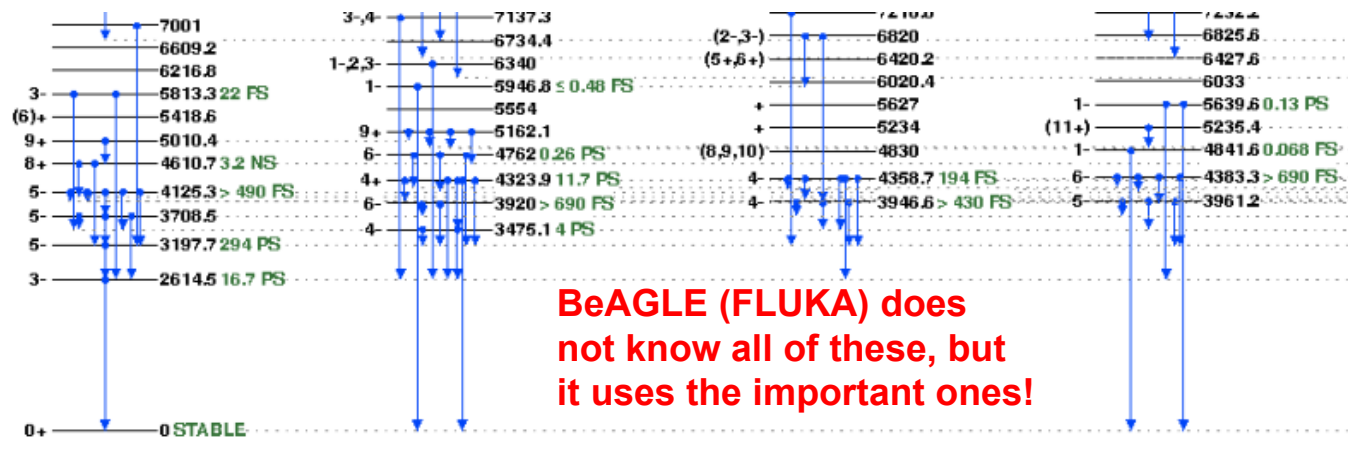 7001
6609.2
6216.8
3- 5813.3 22 FS
(6)+ 5418.6
9+ 5010.4
8+ 4610.7 3.2 NS
5- 4125.3 > 490 FS
5- 3708.5
5- 3197.7 294 PS
3- 2614.5 16.7 PS
0+ 0 STABLE
3-,4 7137.3
6734.4
1-,2,3 6340
1- 5946.8 ≤ 0.48 FS
5554
9+ 5162.1
6- 4762 0.26 PS
4+ 4323.9 11.7 PS
6- 3920 > 690 FS
4- 3475.1 4 PS
(2-,3-) 6820
(5+,6+) 6420.2
6020.4
+ 5627
+ 5234
(8,9,10) 4830
4- 4358.7 194 FS
4- 3946.6 > 430 FS
6825.6
6427.6
6033
1- 5639.6 0.13 PS
(11+) 5235.4
1- 4841.6 0.068 FS
6- 4383.3 > 690 FS
5- 3961.2
BeAGLE (FLUKA) does
not know all of these, but
it uses the important ones!